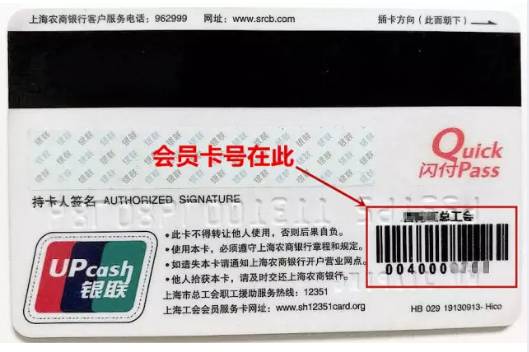 上海农商银行客户服务电话：962999 网址：www.srcb.com 插卡方向（此面朝下）
会员卡号在此
Quick
闪付Pass
持卡人签名 AUTHORIZED SIGNATURE
总工会
004000
UPcash
银联
•此卡不得转让他人使用，否则后果自负。
•使用本卡，必须遵守上海农商银行章程和规定。
•如遗失本卡请通知上海农商银行开户营业网点。
•他人拾获本卡，请及时交还上海农商银行。
上海市总工会职工援助服务热线：12351
上海工会会员服务卡网址：www.sh12351card.org
HB 029 19130913- Hico